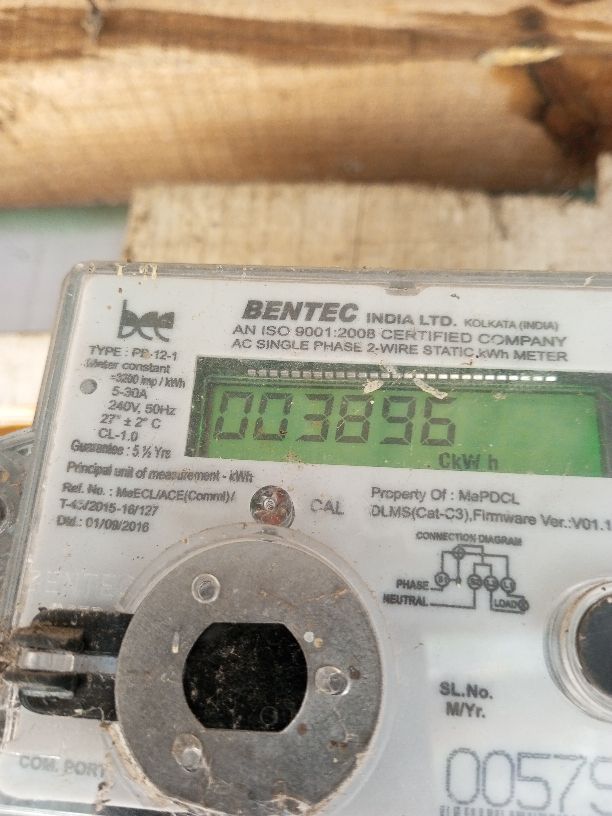 bee
BENTEC INDIA LTD. KOLKATA (INDIA)
AN ISO 9001:2008 CERTIFIED COMPANY
AC SINGLE PHASE 2-WIRE STATIC kWh METER
TYPE : PE-12-1
Meter constant
=3200 imp / kWh
5-30A
240V, 50Hz
27° ± 2° C
CL-1.0
Guarantee : 5 ½ Yrs
003896
CkWh
Principal unit of measurement - kWh
Ref. No. : MeECL/ACE(Comml)/
T-43/2015-16/127
Dtd.: 01/09/2016
CAL
Property Of : MePDCL
DLMS(Cat-C3),Firmware Ver.:V01.1
CONNECTION DIAGRAM
PHASE
NEUTRAL
LOAD
BENTEC
SL.No.
M/Yr.
COM. PORT